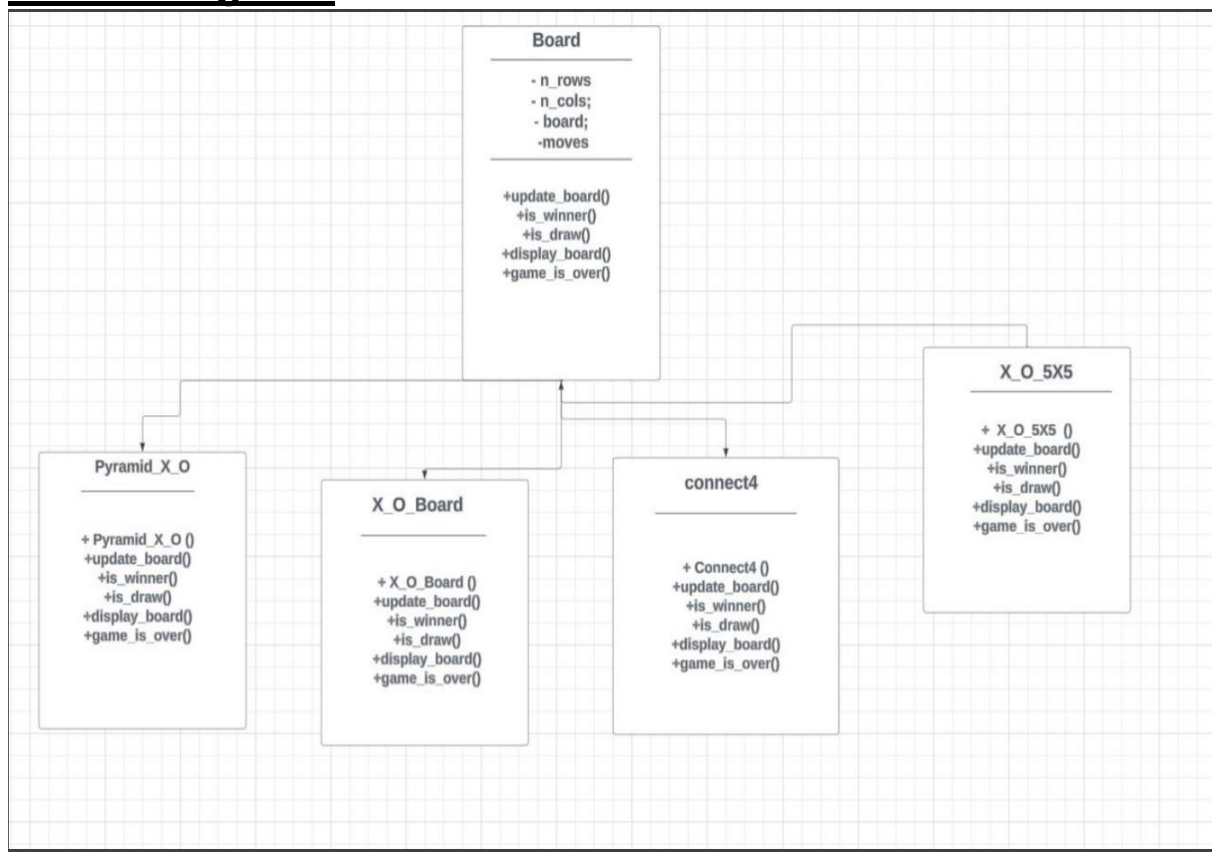 Board
- n_rows
- n_cols;
- board;
-moves
+update_board()
+is_winner()
+is_draw()
+display_board()
+game_is_over()
X_O_5X5
+ X_O_5X5 ()
+update_board()
+is_winner()
+is_draw()
+display_board()
+game_is_over()
Pyramid_X_O
+ Pyramid_X_O ()
+update_board()
+is_winner()
+is_draw()
+display_board()
+game_is_over()
X_O_Board
+ X_O_Board ()
+update_board()
+is_winner()
+is_draw()
+display_board()
+game_is_over()
connect4
+ Connect4 ()
+update_board()
+is_winner()
+is_draw()
+display_board()
+game_is_over()